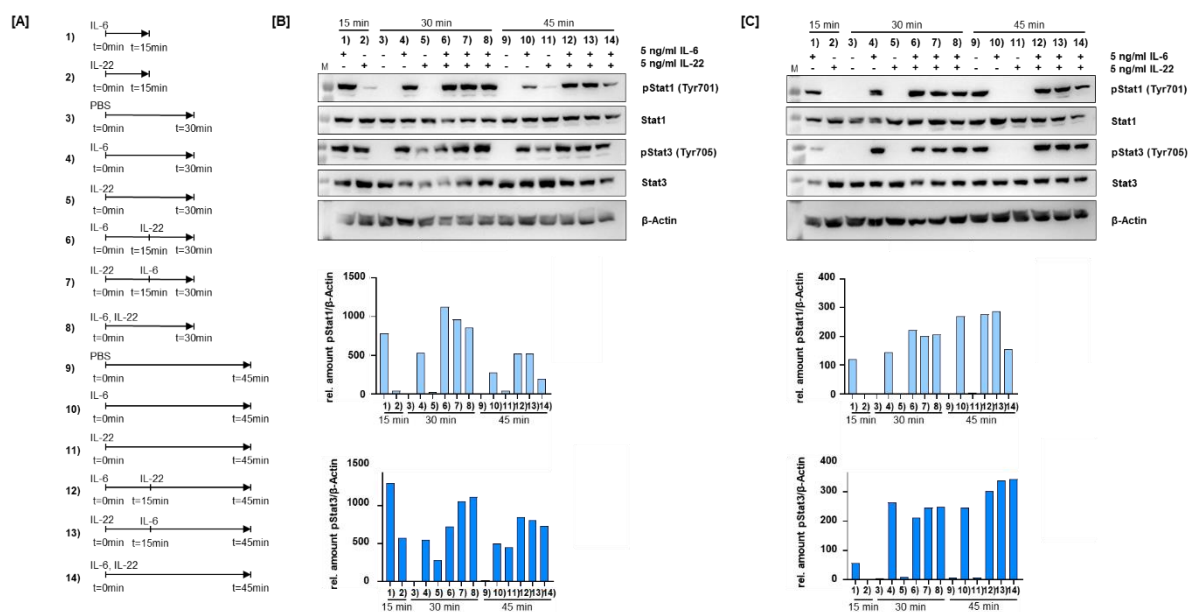 [A]
1) IL-6
t=0min t=15min
2) IL-22
t=0min t=15min
3) PBS
t=0min t=30min
4) IL-6
t=0min t=30min
5) IL-22
t=0min t=30min
6) IL-6 IL-22
t=0min t=15min t=30min
7) IL-22 IL-6
t=0min t=15min t=30min
8) IL-6, IL-22
t=0min t=30min
9) PBS
t=0min t=45min
10) IL-6
t=0min t=45min
11) IL-22
t=0min t=45min
12) IL-6 IL-22
t=0min t=15min t=45min
13) IL-22 IL-6
t=0min t=15min t=45min
14) IL-6, IL-22
t=0min t=45min
[B]
15 min 30 min 45 min
1) 2) 3) 4) 5) 6) 7) 8) 9) 10) 11) 12) 13) 14)
+ - - + - + + + - + - + + + 5 ng/ml IL-6
- + - - + + + + - - + + + + 5 ng/ml IL-22
M
pStat1 (Tyr701)
Stat1
pStat3 (Tyr705)
Stat3
β-Actin
rel. amount pStat1/β-Actin
1500
1000
500
0
1) 2) 3) 4) 5) 6) 7) 8) 9) 10) 11) 12) 13) 14)
15 min 30 min 45 min
rel. amount pStat3/β-Actin
1500
1000
500
0
1) 2) 3) 4) 5) 6) 7) 8) 9) 10) 11) 12) 13) 14)
15 min 30 min 45 min
[C]
15 min 30 min 45 min
1) 2) 3) 4) 5) 6) 7) 8) 9) 10) 11) 12) 13) 14)
+ - - + - + + + - + - + + + 5 ng/ml IL-6
- + - - + + + + - - + + + + 5 ng/ml IL-22
M
pStat1 (Tyr701)
Stat1
pStat3 (Tyr705)
Stat3
β-Actin
rel. amount pStat1/β-Actin
400
300
200
100
0
1) 2) 3) 4) 5) 6) 7) 8) 9) 10) 11) 12) 13) 14)
15 min 30 min 45 min
rel. amount pStat3/β-Actin
400
300
200
100
0
1) 2) 3) 4) 5) 6) 7) 8) 9) 10) 11) 12) 13) 14)
15 min 30 min 45 min